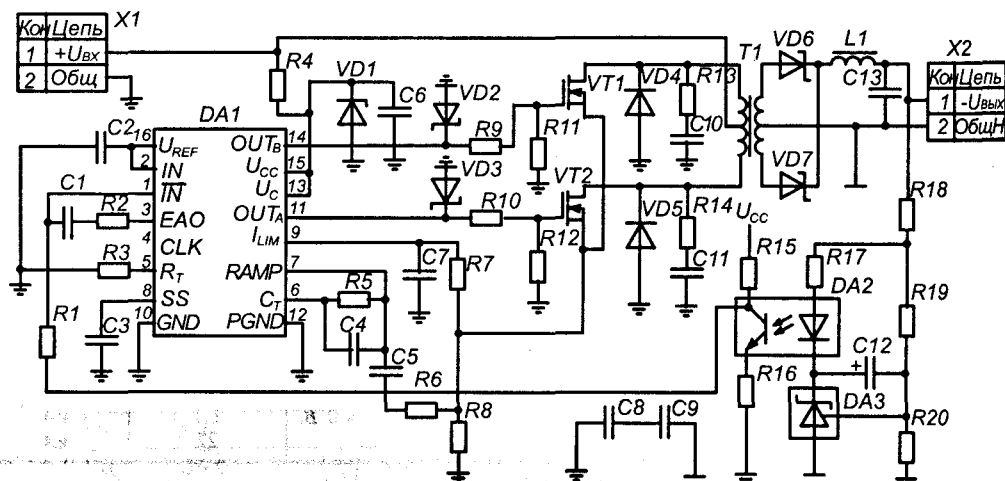 X1
Кон Цепь
1 +Uвх
2 Общ
R4
VD1
C6
VD2
R9
VT1
R11
VD4
R13
C10
T1
VD6
L1
C13
X2
Кон Цепь
1 -Uвых
2 ОбщН
DA1
C2
16 UREF
2 IN
1 IN
3 EAO
4 CLK
5 RT
8 SS
10 GND
OUTB 14
UCC 15
UC 13
OUTA 11
ILIM 9
RAMP 7
CT 6
PGND 12
C1
R2
R3
R1
C3
VD3
R10
VT2
R12
VD5
R14
C11
VD7
UCC
R15
R18
R17
DA2
R19
C7
R7
R5
C4
C5
R6
R8
C8
C9
R16
+
C12
DA3
R20